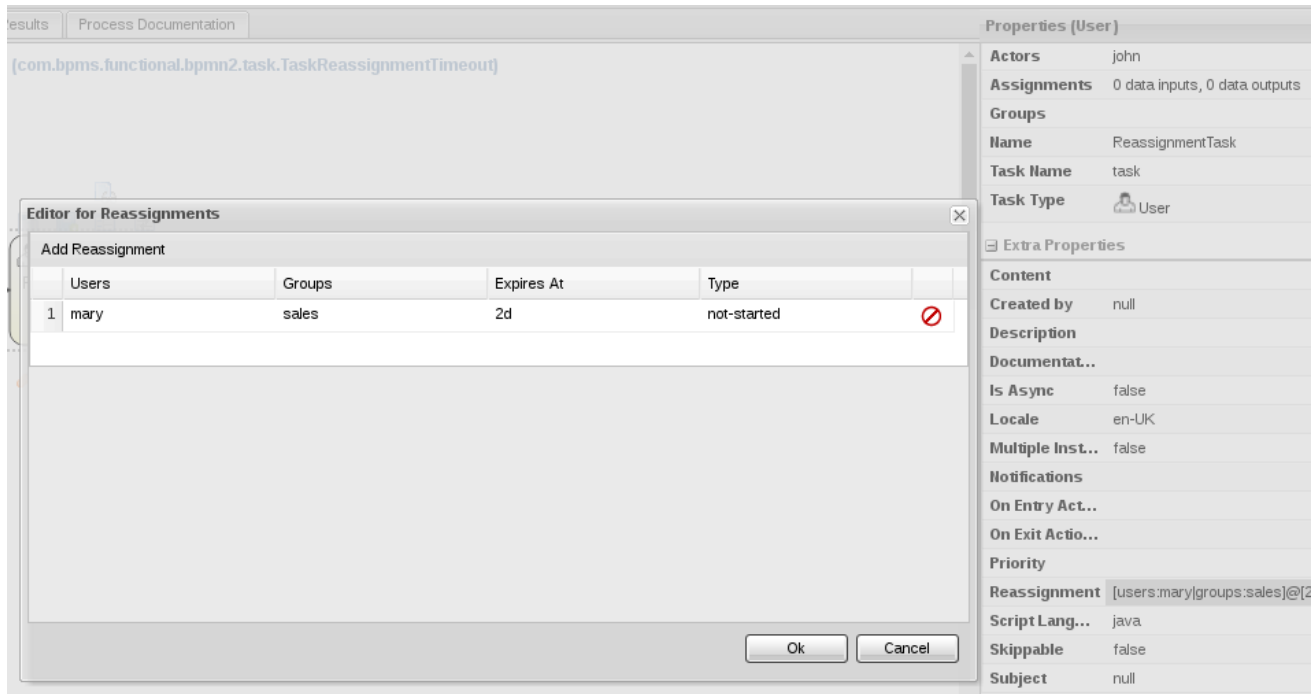 esults Process Documentation
(com.bpms.functional.bpmn2.task.TaskReassignmentTimeout)
Editor for Reassignments
Add Reassignment
Users Groups Expires At Type
1 mary sales 2d not-started
Ok Cancel
Properties (User)
Actors john
Assignments 0 data inputs, 0 data outputs
Groups
Name ReassignmentTask
Task Name task
Task Type User
Extra Properties
Content
Created by null
Description
Documentat...
Is Async false
Locale en-UK
Multiple Inst... false
Notifications
On Entry Act...
On Exit Actio...
Priority
Reassignment [users:mary|groups:sales]@[2
Script Lang... java
Skippable false
Subject null